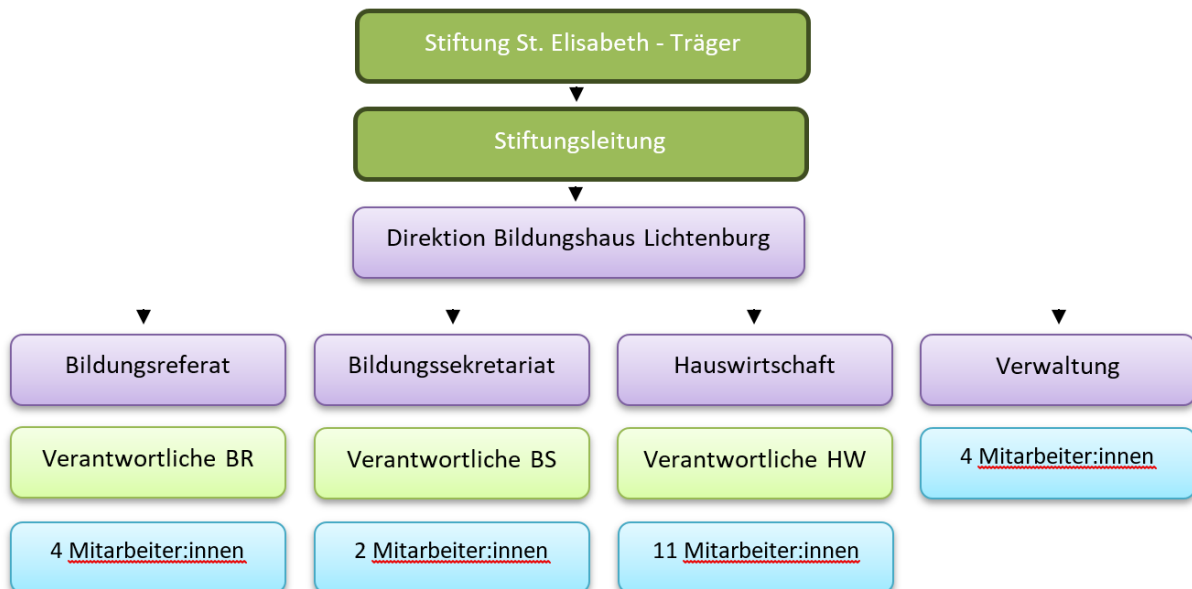 Stiftung St. Elisabeth - Träger
Stiftungsleitung
Direktion Bildungshaus Lichtenburg
Bildungsreferat
Bildungssekretariat
Hauswirtschaft
Verwaltung
Verantwortliche BR
Verantwortliche BS
Verantwortliche HW
4 Mitarbeiter:innen
4 Mitarbeiter:innen
2 Mitarbeiter:innen
11 Mitarbeiter:innen